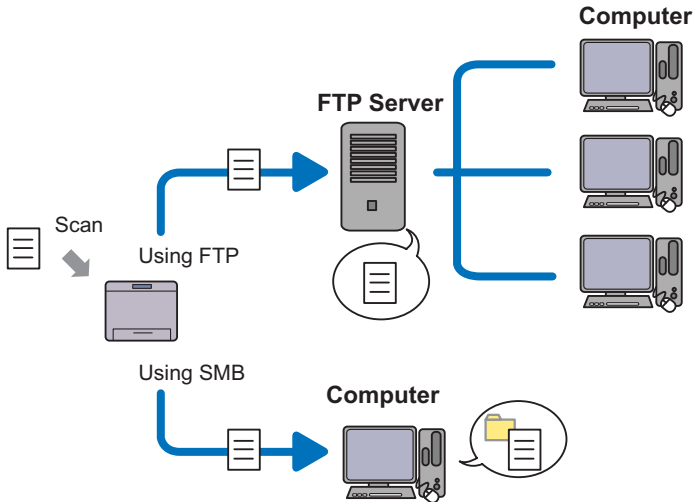 Computer
FTP Server
Scan
Using FTP
Using SMB
Computer